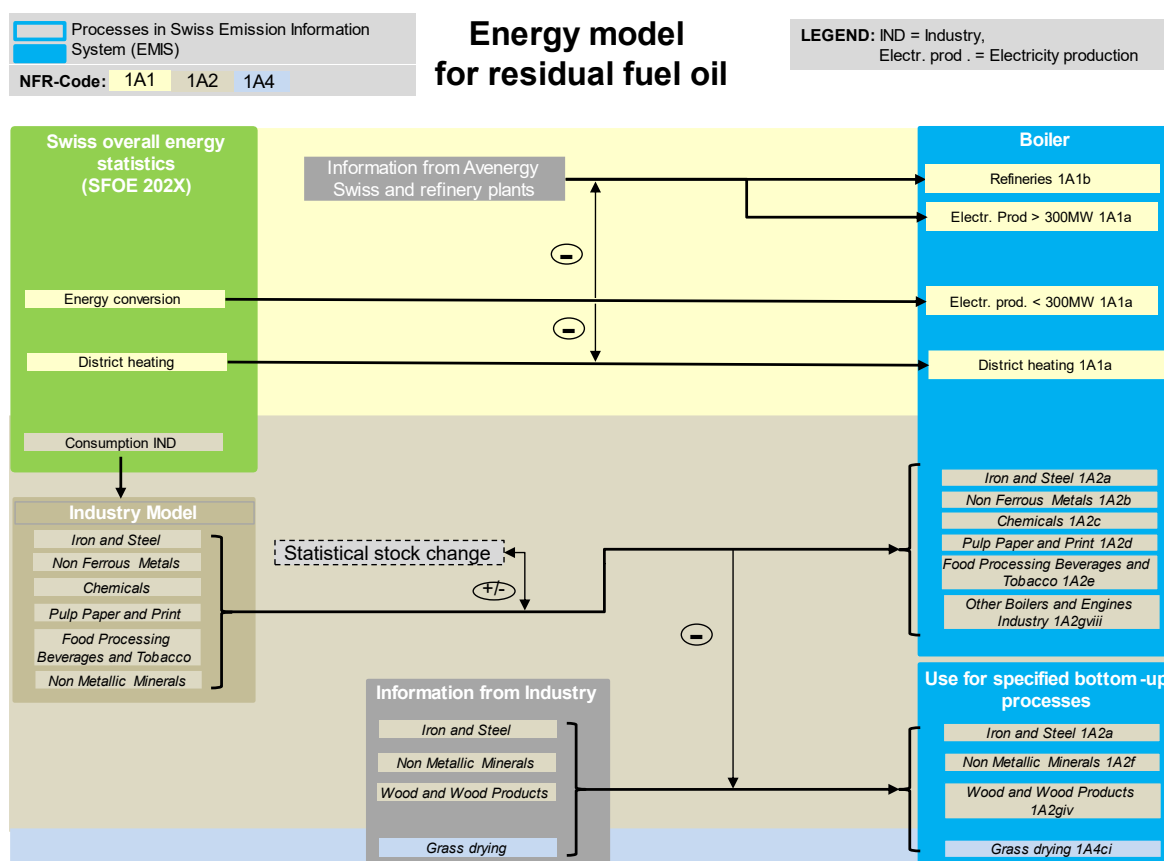 Processes in Swiss Emission Information
System (EMIS)
NFR-Code: 1A1 1A2 1A4
Energy model
for residual fuel oil
LEGEND: IND = Industry,
Electr. prod . = Electricity production
Swiss overall energy
statistics
(SFOE 202X)
Energy conversion
District heating
Consumption IND
Information from Avenergy
Swiss and refinery plants
-
-
Boiler
Refineries 1A1b
Electr. Prod > 300MW 1A1a
Electr. prod. < 300MW 1A1a
District heating 1A1a
Industry Model
Iron and Steel
Non Ferrous Metals
Chemicals
Pulp Paper and Print
Food Processing
Beverages and Tobacco
Non Metallic Minerals
Statistical stock change
+/-
-
Iron and Steel 1A2a
Non Ferrous Metals 1A2b
Chemicals 1A2c
Pulp Paper and Print 1A2d
Food Processing Beverages and
Tobacco 1A2e
Other Boilers and Engines
Industry 1A2gviii
Information from Industry
Iron and Steel
Non Metallic Minerals
Wood and Wood Products
Grass drying
Use for specified bottom-up
processes
Iron and Steel 1A2a
Non Metallic Minerals 1A2f
Wood and Wood Products
1A2giv
Grass drying 1A4ci